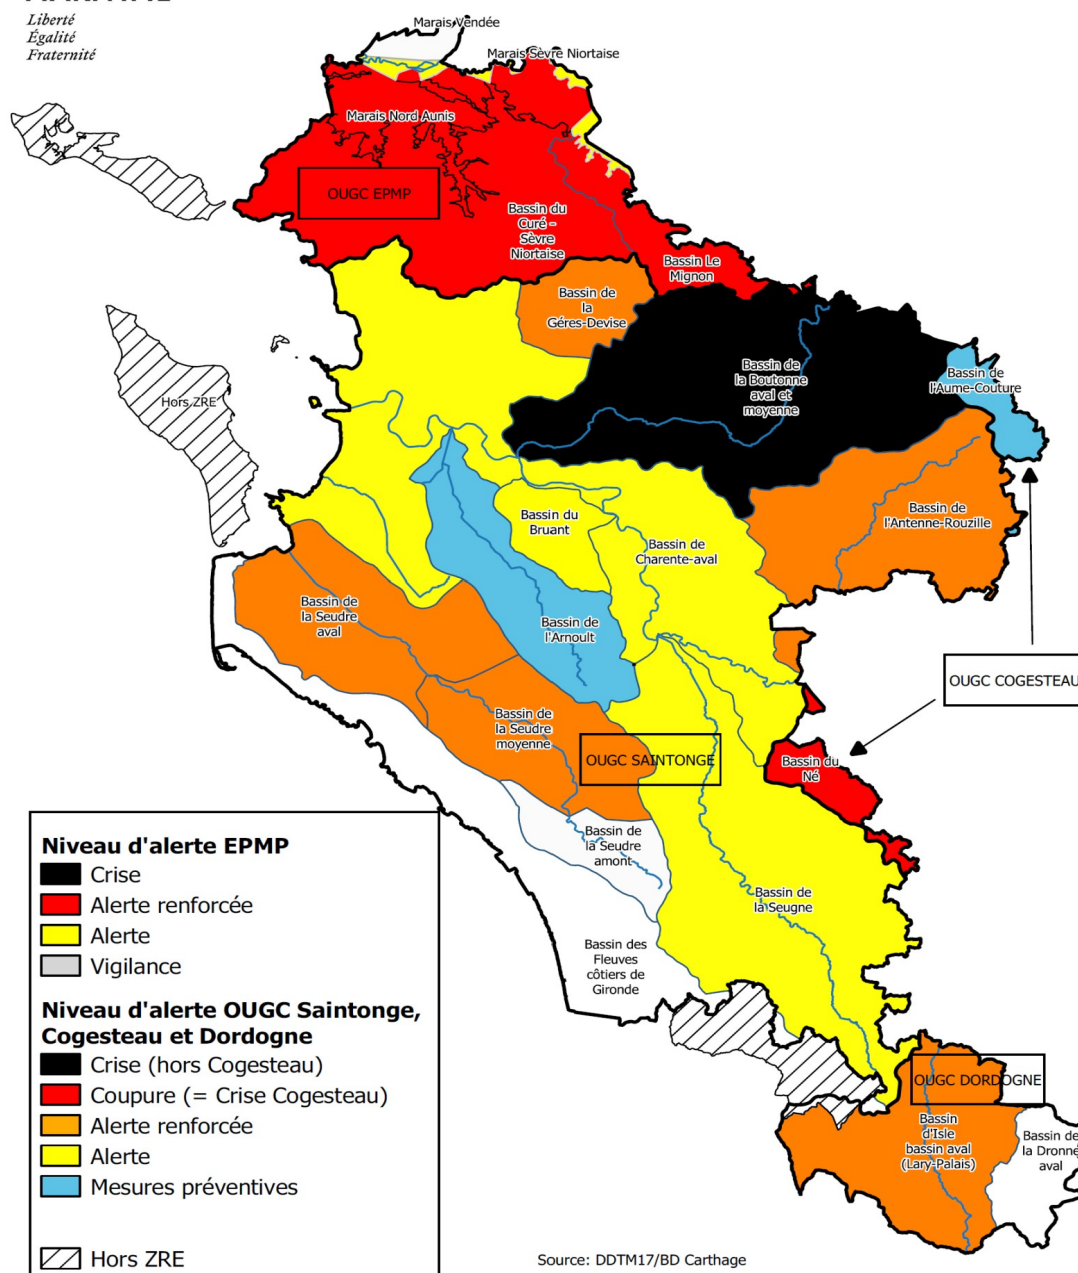 Liberté
Égalité
Fraternité
Marais Vendée
Marais Sèvre Niortaise
Marais Nord Aunis
OUGC EPMP
Bassin du
Curé -
Sèvre
Niortaise
Bassin Le
Mignon
Bassin de
la
Géres-Devise
Bassin de
la Boutonne
aval et
moyenne
Bassin de
l'Aume-Couture
Hors ZRE
Bassin du
Bruant
Bassin de
l'Antenne-Rouzille
Bassin de
Charente-aval
Bassin de
la Seudre
aval
Bassin de
l'Arnoult
OUGC COGESTEAU
Bassin de
la Seudre
moyenne
OUGC SAINTONGE
Bassin du
Né
Bassin de
la Seudre
amont
Bassin de
la Seugne
Bassin des
Fleuves
côtiers de
Gironde
OUGC DORDOGNE
Bassin
d'Isle
bassin aval
(Lary-Palais)
Bassin de
la Dronne
aval
Niveau d'alerte EPMP
Crise
Alerte renforcée
Alerte
Vigilance
Niveau d'alerte OUGC Saintonge,
Cogesteau et Dordogne
Crise (hors Cogesteau)
Coupure (= Crise Cogesteau)
Alerte renforcée
Alerte
Mesures préventives
Hors ZRE
Source: DDTM17/BD Carthage